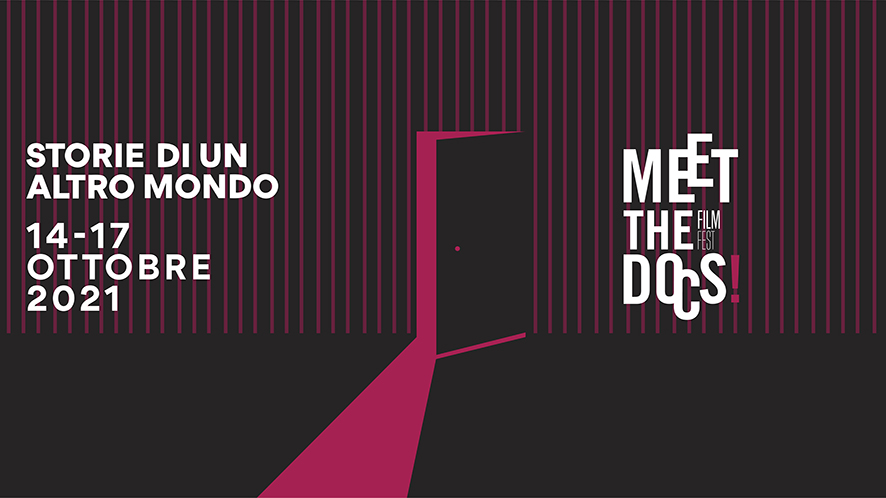 STORIE DI UN
ALTRO MONDO
14-17
OTTOBRE
2021
MEET
THE FILM
FEST
DOCS!